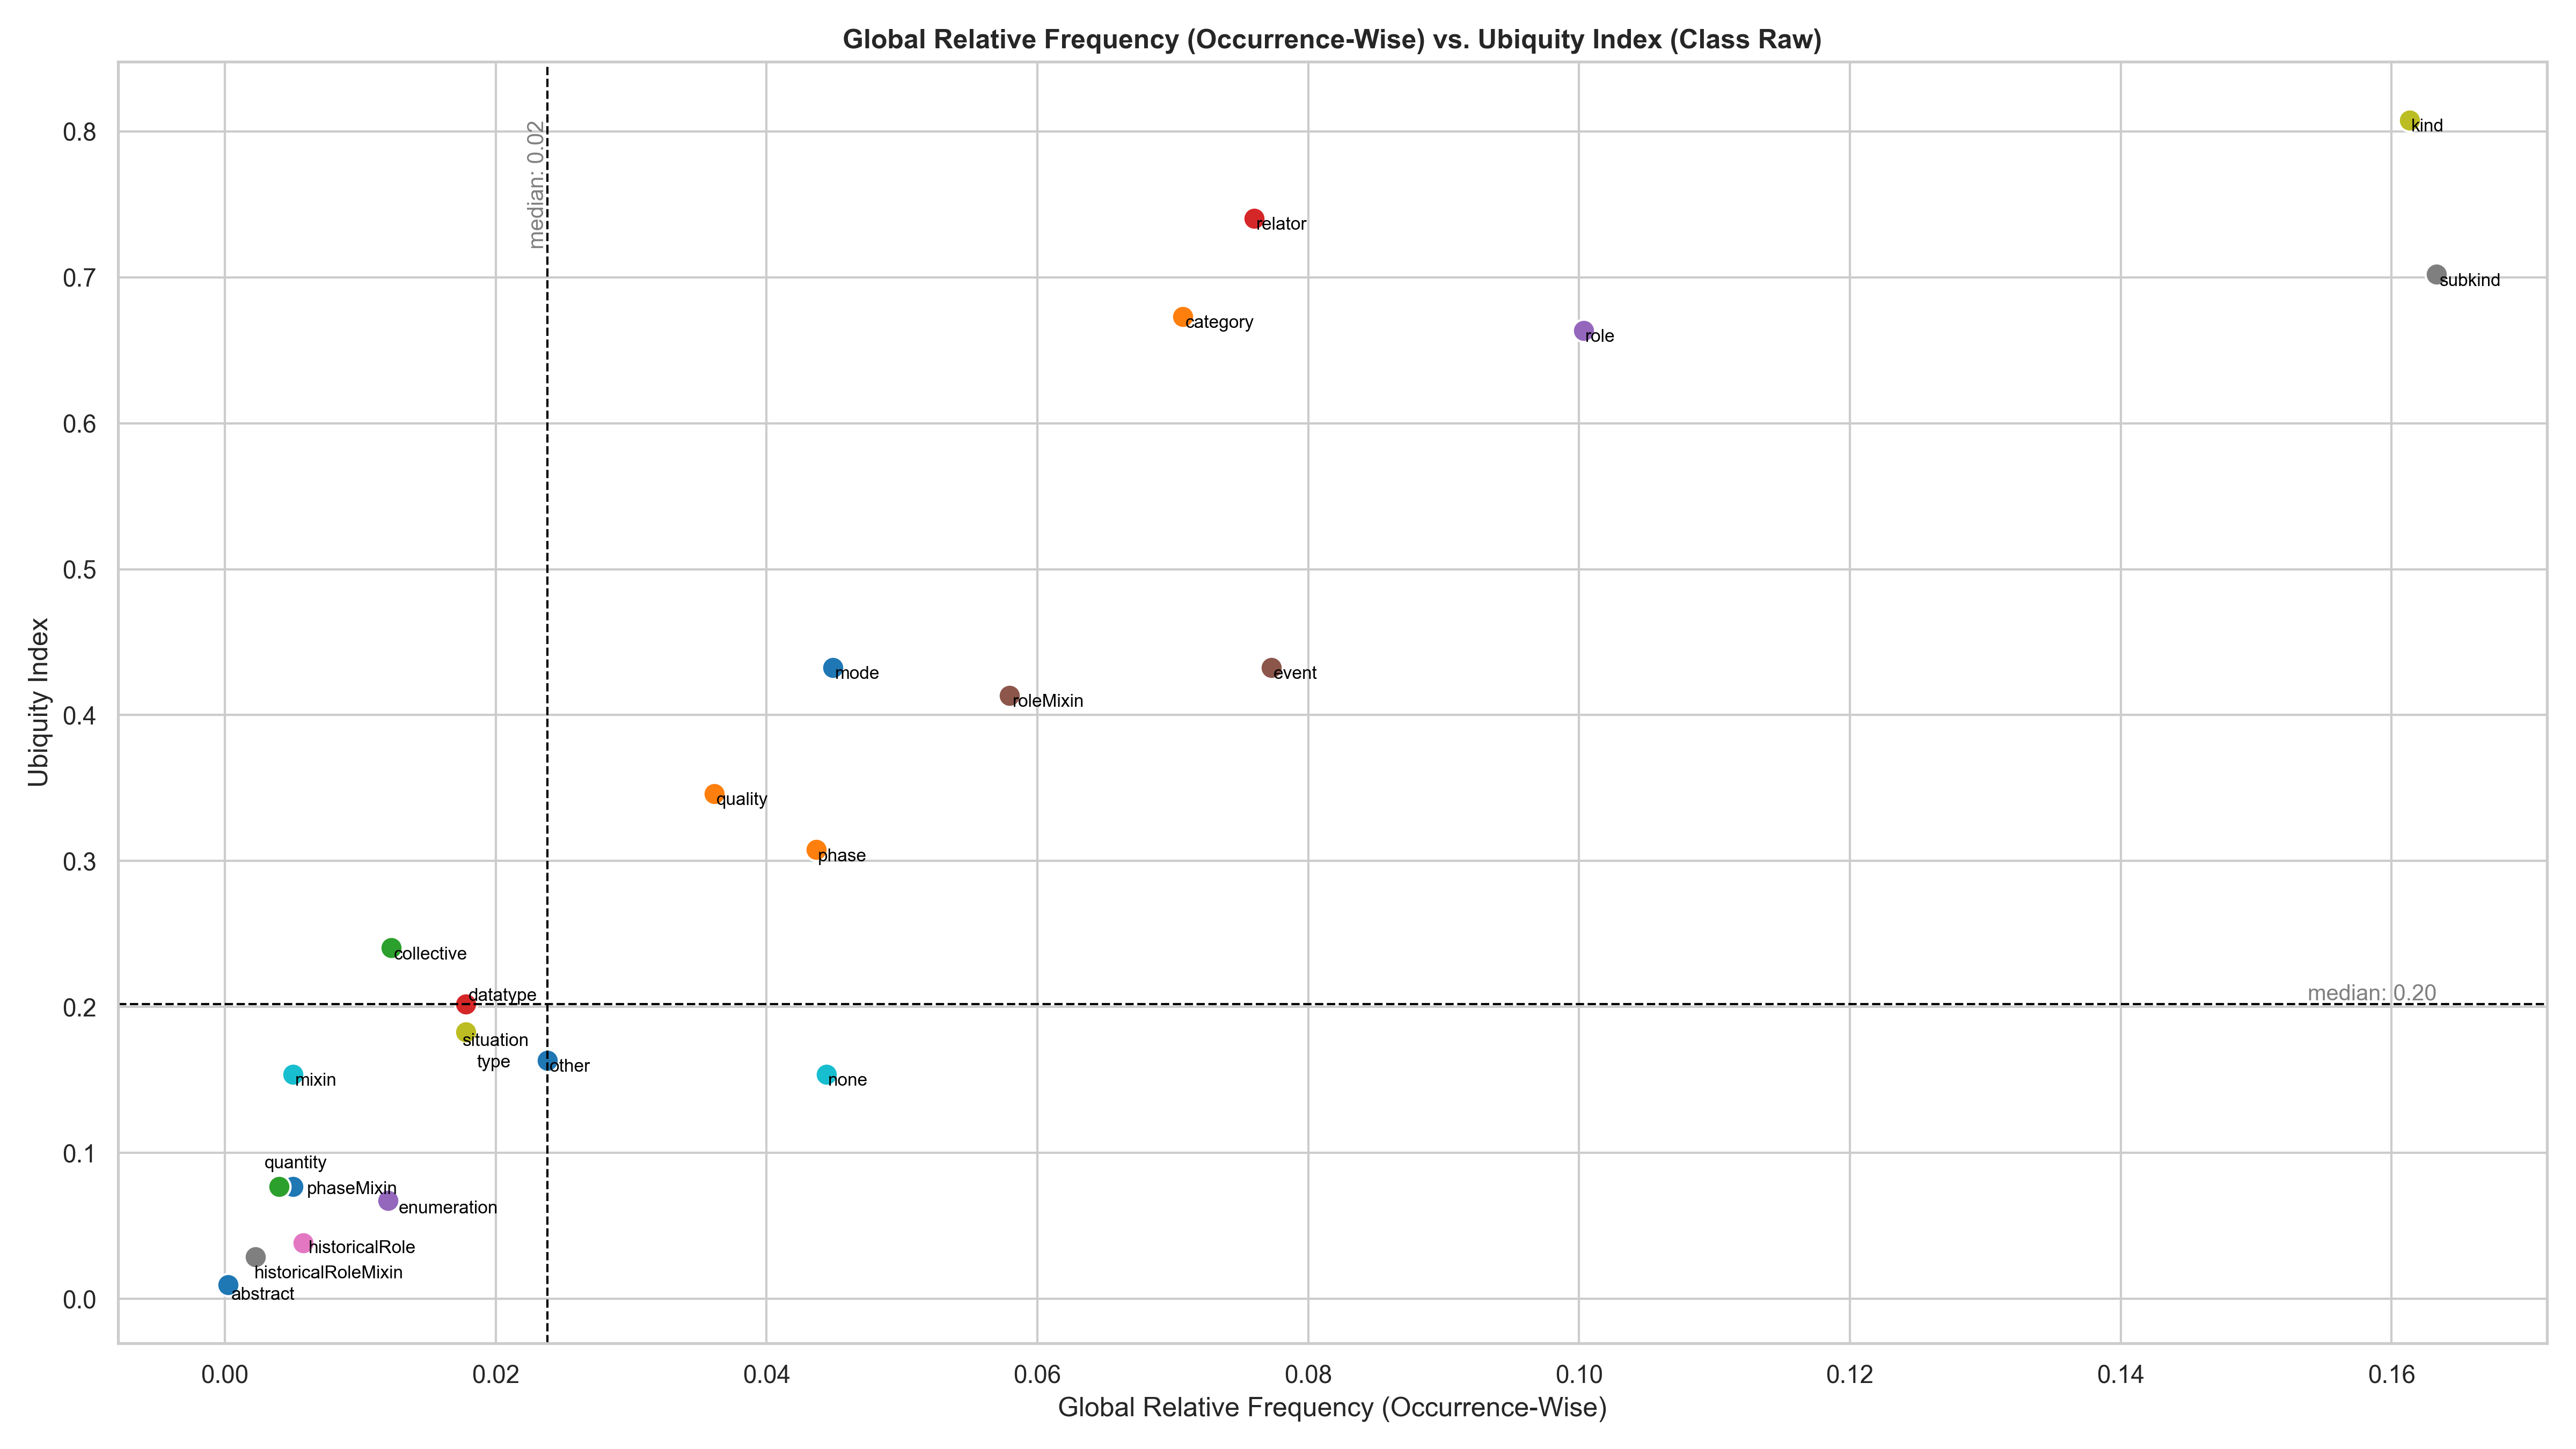 Global Relative Frequency (Occurrence-Wise) vs. Ubiquity Index (Class Raw)
Ubiquity Index
0.8
0.7
0.6
0.5
0.4
0.3
0.2
0.1
0.0
median: 0.02
median: 0.20
kind
relator
subkind
category
role
mode
event
roleMixin
quality
phase
collective
datatype
situation
type
other
mixin
none
quantity
phaseMixin
enumeration
historicalRole
historicalRoleMixin
abstract
0.00
0.02
0.04
0.06
0.08
0.10
0.12
0.14
0.16
Global Relative Frequency (Occurrence-Wise)